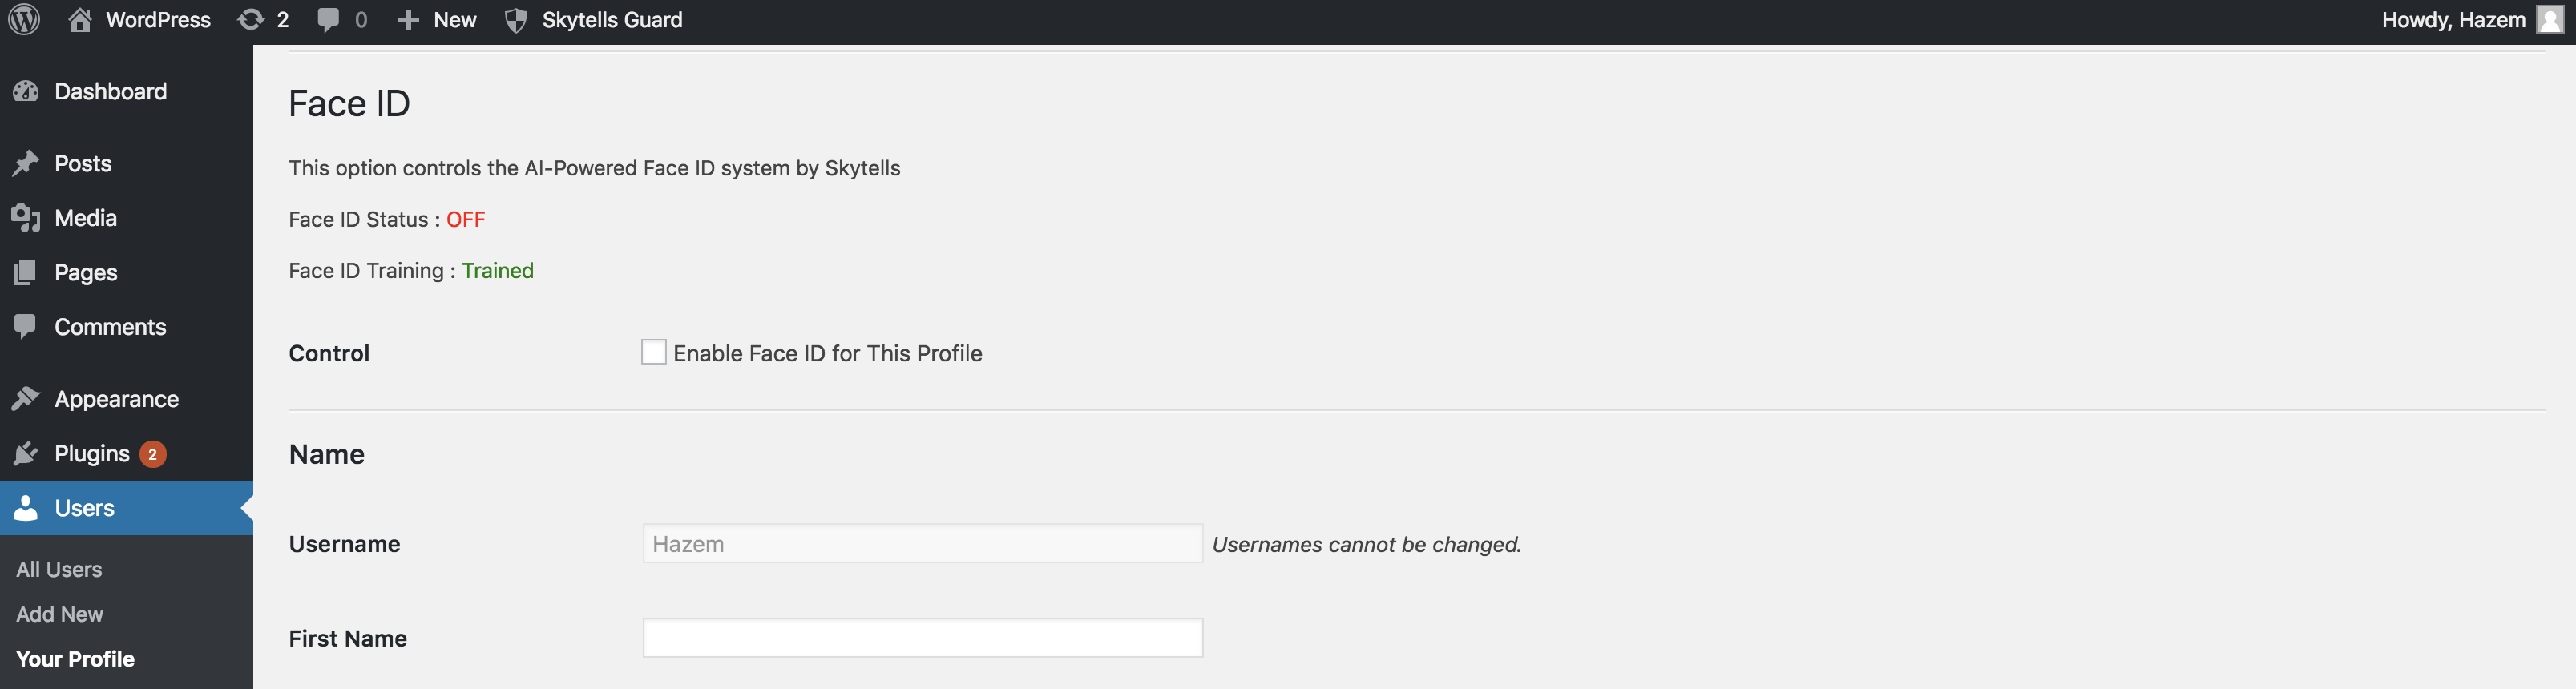 WordPress 2 0 New Skytells Guard Howdy, Hazem
Dashboard
Posts
Media
Pages
Comments
Appearance
Plugins 2
Users
All Users
Add New
Your Profile
Face ID
This option controls the AI-Powered Face ID system by Skytells
Face ID Status : OFF
Face ID Training : Trained
Control Enable Face ID for This Profile
Name
Username Hazem Usernames cannot be changed.
First Name